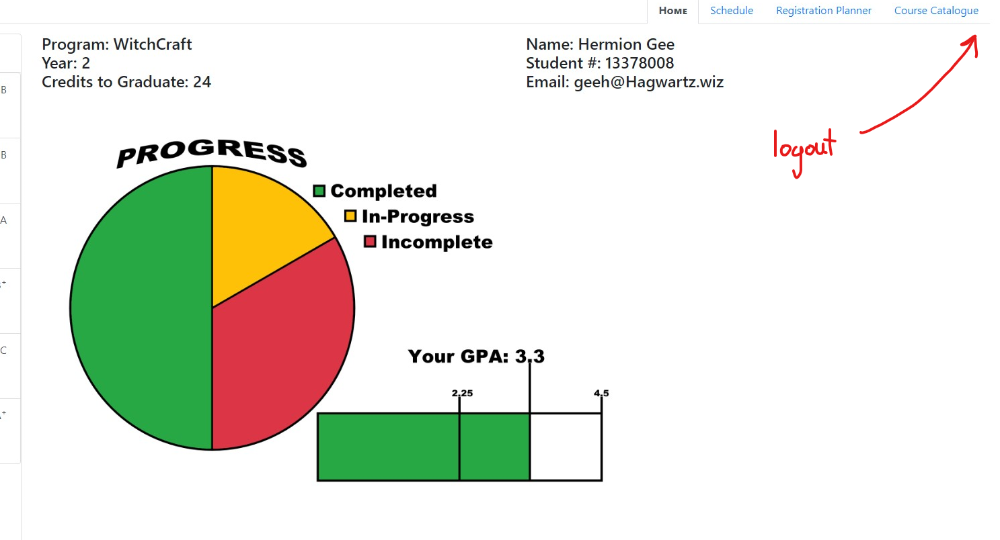 Home Schedule Registration Planner Course Catalogue
Program: WitchCraft
Year: 2
Credits to Graduate: 24
Name: Hermion Gee
Student #: 13378008
Email: geeh@Hagwartz.wiz
logout
B
B
A
C
PROGRESS
Completed
In-Progress
Incomplete
Your GPA: 3.3
2.25 4.5